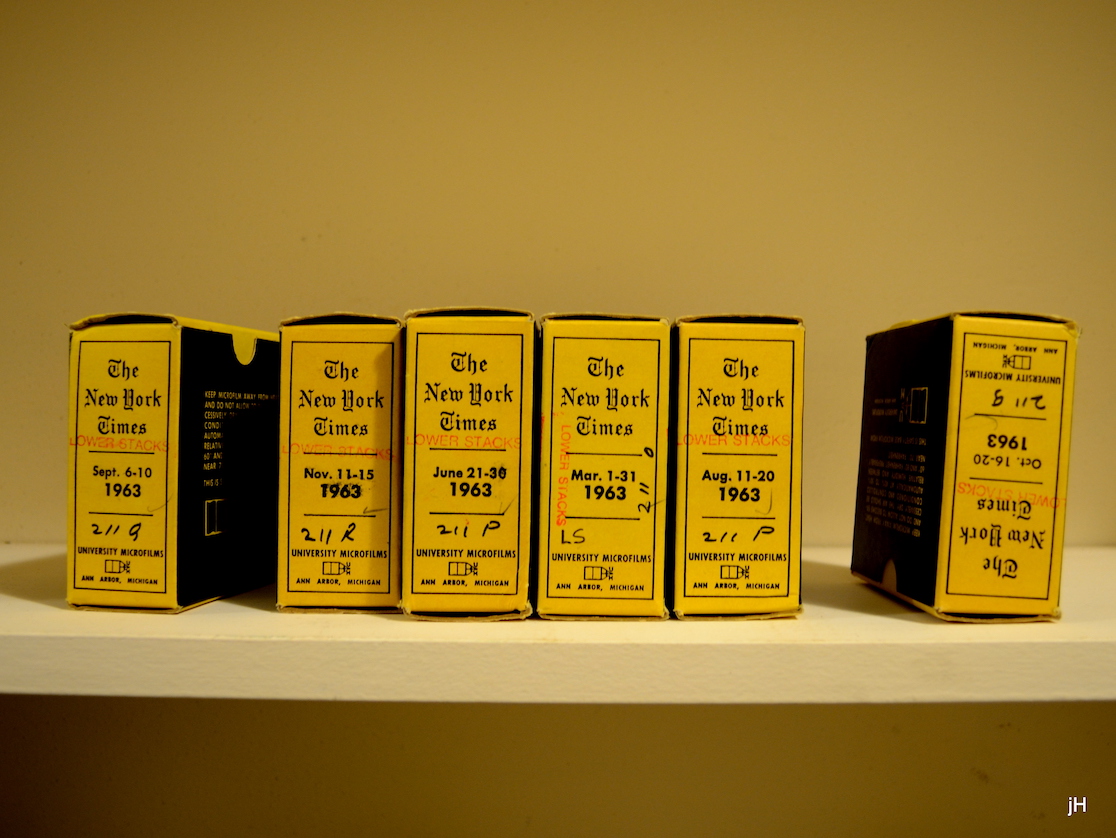 The
New York
Times
LOWER STACKS
Sept. 6-10
1963
211 Q
UNIVERSITY MICROFILMS
ANN ARBOR, MICHIGAN
KEEP MICROFILM AWAY FROM
AND DO NOT ALLOW
The
New York
Times
LOWER STACKS
Nov. 11-15
1963
211 R
UNIVERSITY MICROFILMS
ANN ARBOR, MICHIGAN
The
New York
Times
LOWER STACKS
June 21-30
1963
211 P
UNIVERSITY MICROFILMS
ANN ARBOR, MICHIGAN
The
New York
Times
LOWER STACKS
Mar. 1-31
1963
211 O
LS
UNIVERSITY MICROFILMS
ANN ARBOR, MICHIGAN
The
New York
Times
LOWER STACKS
Aug. 11-20
1963
211 P
UNIVERSITY MICROFILMS
ANN ARBOR, MICHIGAN
The
New York
Times
LOWER STACKS
Oct. 16-20
1963
211
UNIVERSITY MICROFILMS
ANN ARBOR, MICHIGAN
jH